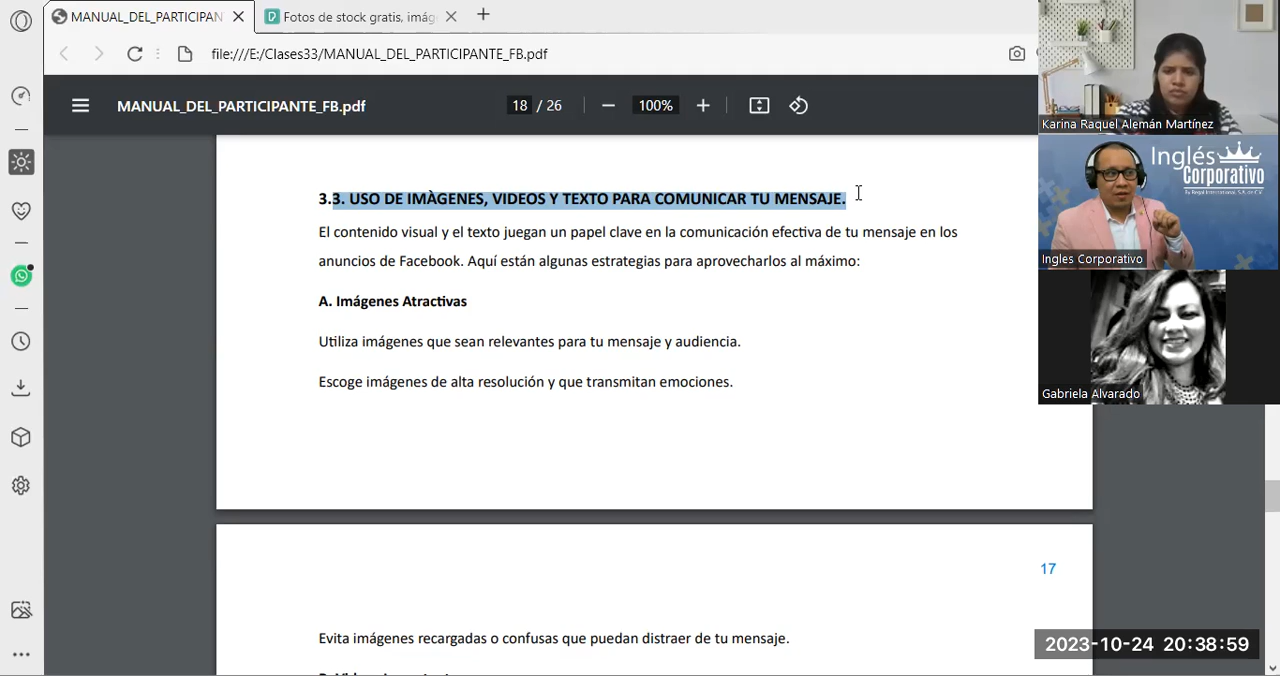 MANUAL_DEL_PARTICIPAN
Fotos de stock gratis, imág
file:///E:/Clases33/MANUAL_DEL_PARTICIPANTE_FB.pdf
MANUAL_DEL_PARTICIPANTE_FB.pdf
18 / 26
100%
3.3. USO DE IMÀGENES, VIDEOS Y TEXTO PARA COMUNICAR TU MENSAJE.
El contenido visual y el texto juegan un papel clave en la comunicación efectiva de tu mensaje en los
anuncios de Facebook. Aquí están algunas estrategias para aprovecharlos al máximo:
A. Imágenes Atractivas
Utiliza imágenes que sean relevantes para tu mensaje y audiencia.
Escoge imágenes de alta resolución y que transmitan emociones.
17
Evita imágenes recargadas o confusas que puedan distraer de tu mensaje.
Karina Raquel Alemán Martínez
Inglés
Corporativo
By Regal International, S.A. de C.V.
Ingles Corporativo
Gabriela Alvarado
2023-10-24 20:38:59